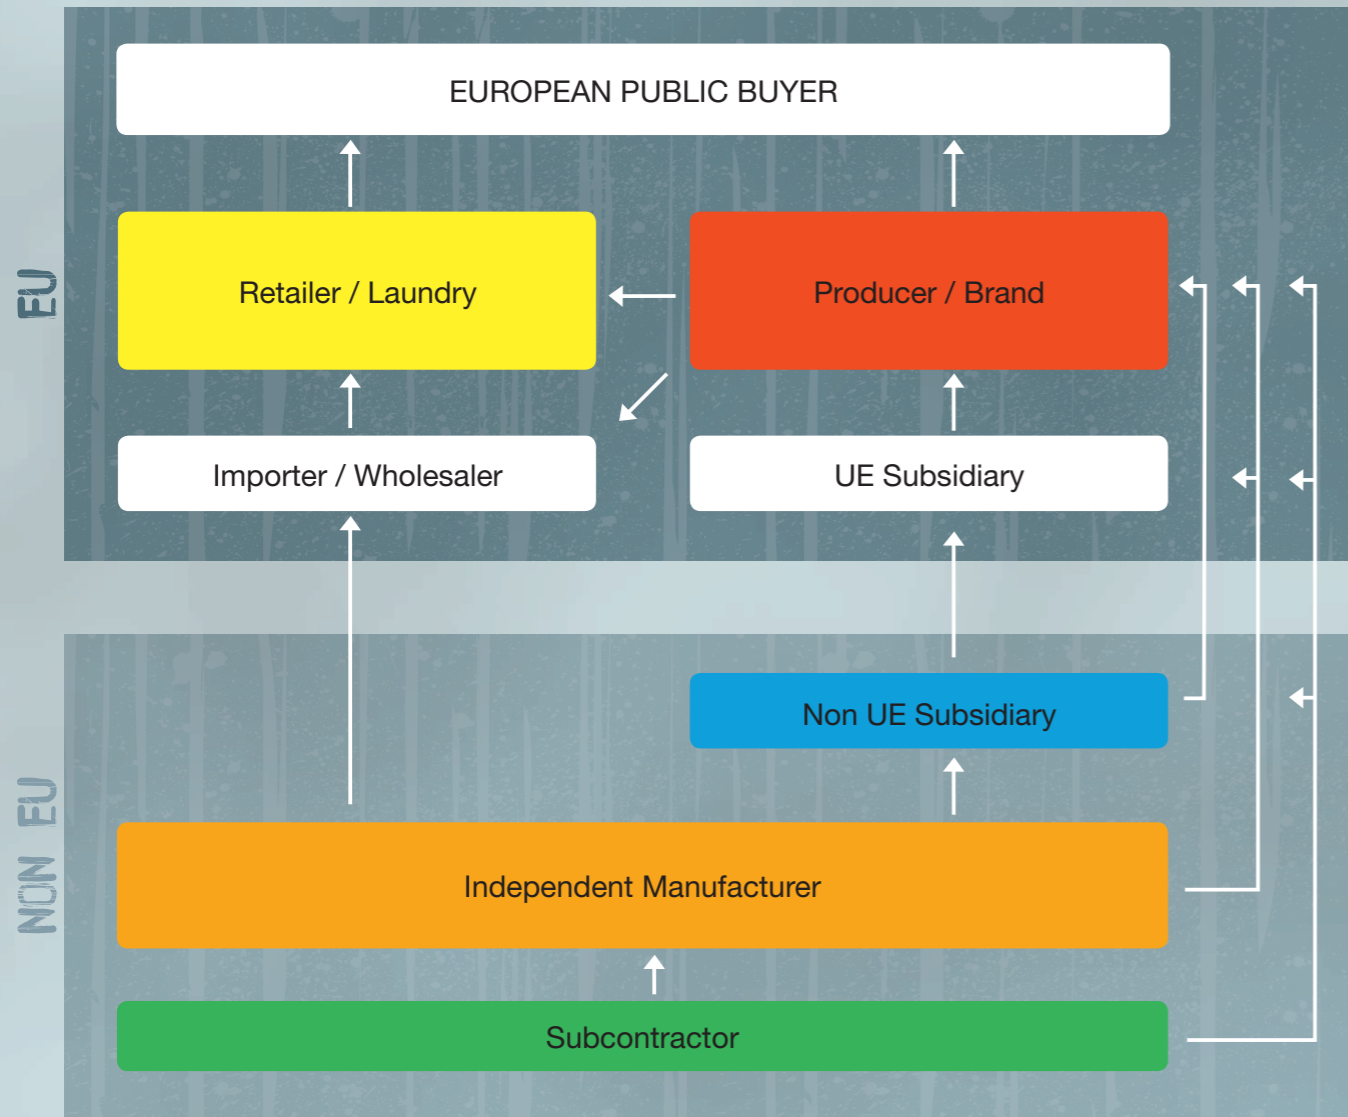 EUROPEAN PUBLIC BUYER
EU
Retailer / Laundry
Producer / Brand
Importer / Wholesaler
UE Subsidiary
Non UE Subsidiary
NON EU
Independent Manufacturer
Subcontractor